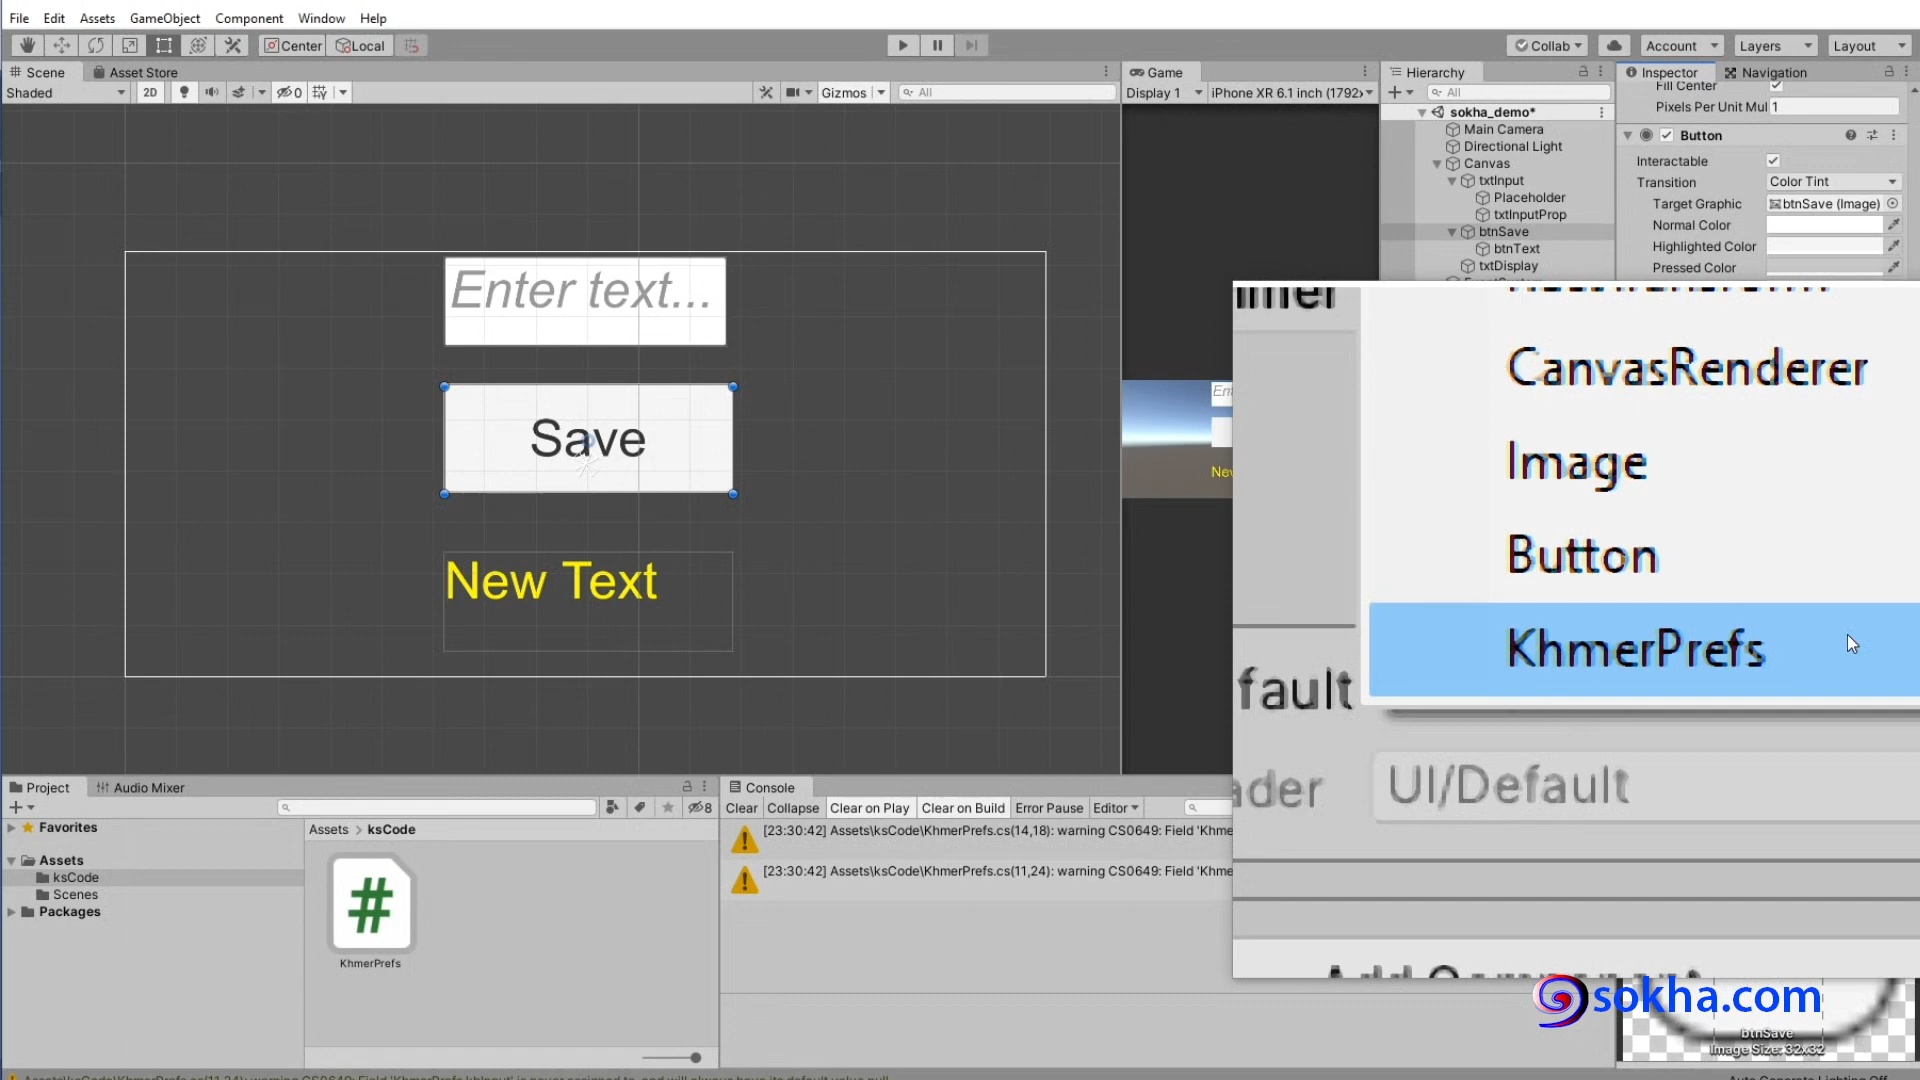 File Edit Assets GameObject Component Window Help
Center Local Collab Account Layers Layout
Scene Asset Store Game Hierarchy Inspector Navigation
Shaded 2D 0 Gizmos All Display 1 iPhone XR 6.1 inch (1792x All
Fill Center
Pixels Per Unit Mul 1
sokha_demo*
Main Camera
Directional Light
Canvas
txtInput
Placeholder
txtInputProp
btnSave
btnText
txtDisplay
Button
Interactable
Transition Color Tint
Target Graphic btnSave (Image)
Normal Color
Highlighted Color
Pressed Color
Enter text...
Save
New Text
CanvasRenderer
Image
Button
KhmerPrefs
fault
ader UI/Default
Add Component
Project Audio Mixer
8
Favorites
Assets
ksCode
Scenes
Packages
Assets > ksCode
#
KhmerPrefs
Console
Clear Collapse Clear on Play Clear on Build Error Pause Editor
[23:30:42] Assets\ksCode\KhmerPrefs.cs(14,18): warning CS0649: Field 'Khme
[23:30:42] Assets\ksCode\KhmerPrefs.cs(11,24): warning CS0649: Field 'Khme
sokha.com
btnSave
Image Size: 32x32